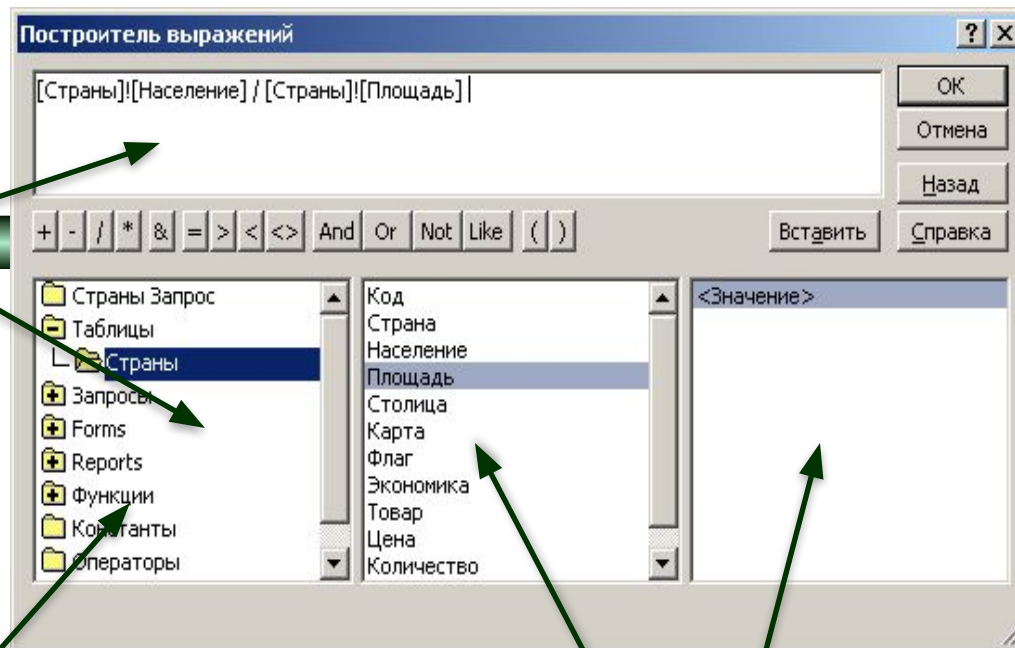 Построитель выражений
[Страны]![Население] / [Страны]![Площадь]
ОК
Отмена
Назад
+ - / * & = > < <> And Or Not Like ( )
Вставить
Справка
Страны Запрос
Таблицы
Страны
Запросы
Forms
Reports
Функции
Константы
Операторы
Код
Страна
Население
Площадь
Столица
Карта
Флаг
Экономика
Товар
Цена
Количество
<Значение>